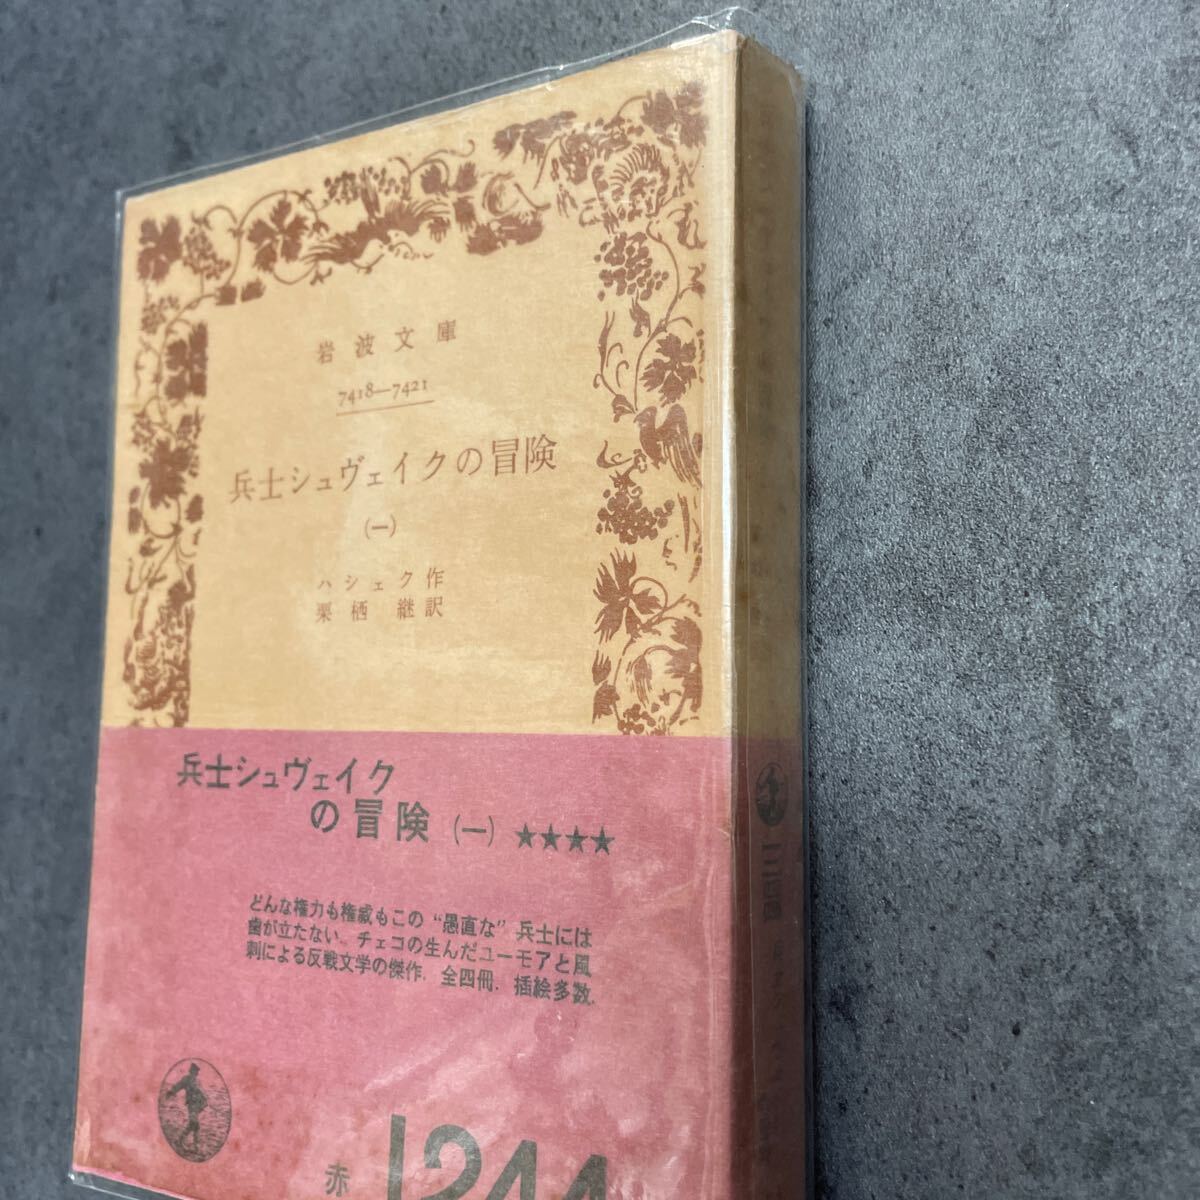 岩波文庫
7418—7421
兵士シュヴェイクの冒険
(一)
ハシェク作
栗栖 継訳
兵士シュヴェイク
の冒険 (一) ★★★★
どんな権力も権威もこの“愚直な”兵士には
歯が立たない. チェコの生んだユーモアと風
刺による反戦文学の傑作. 全四冊. 挿絵多数.
赤 1244